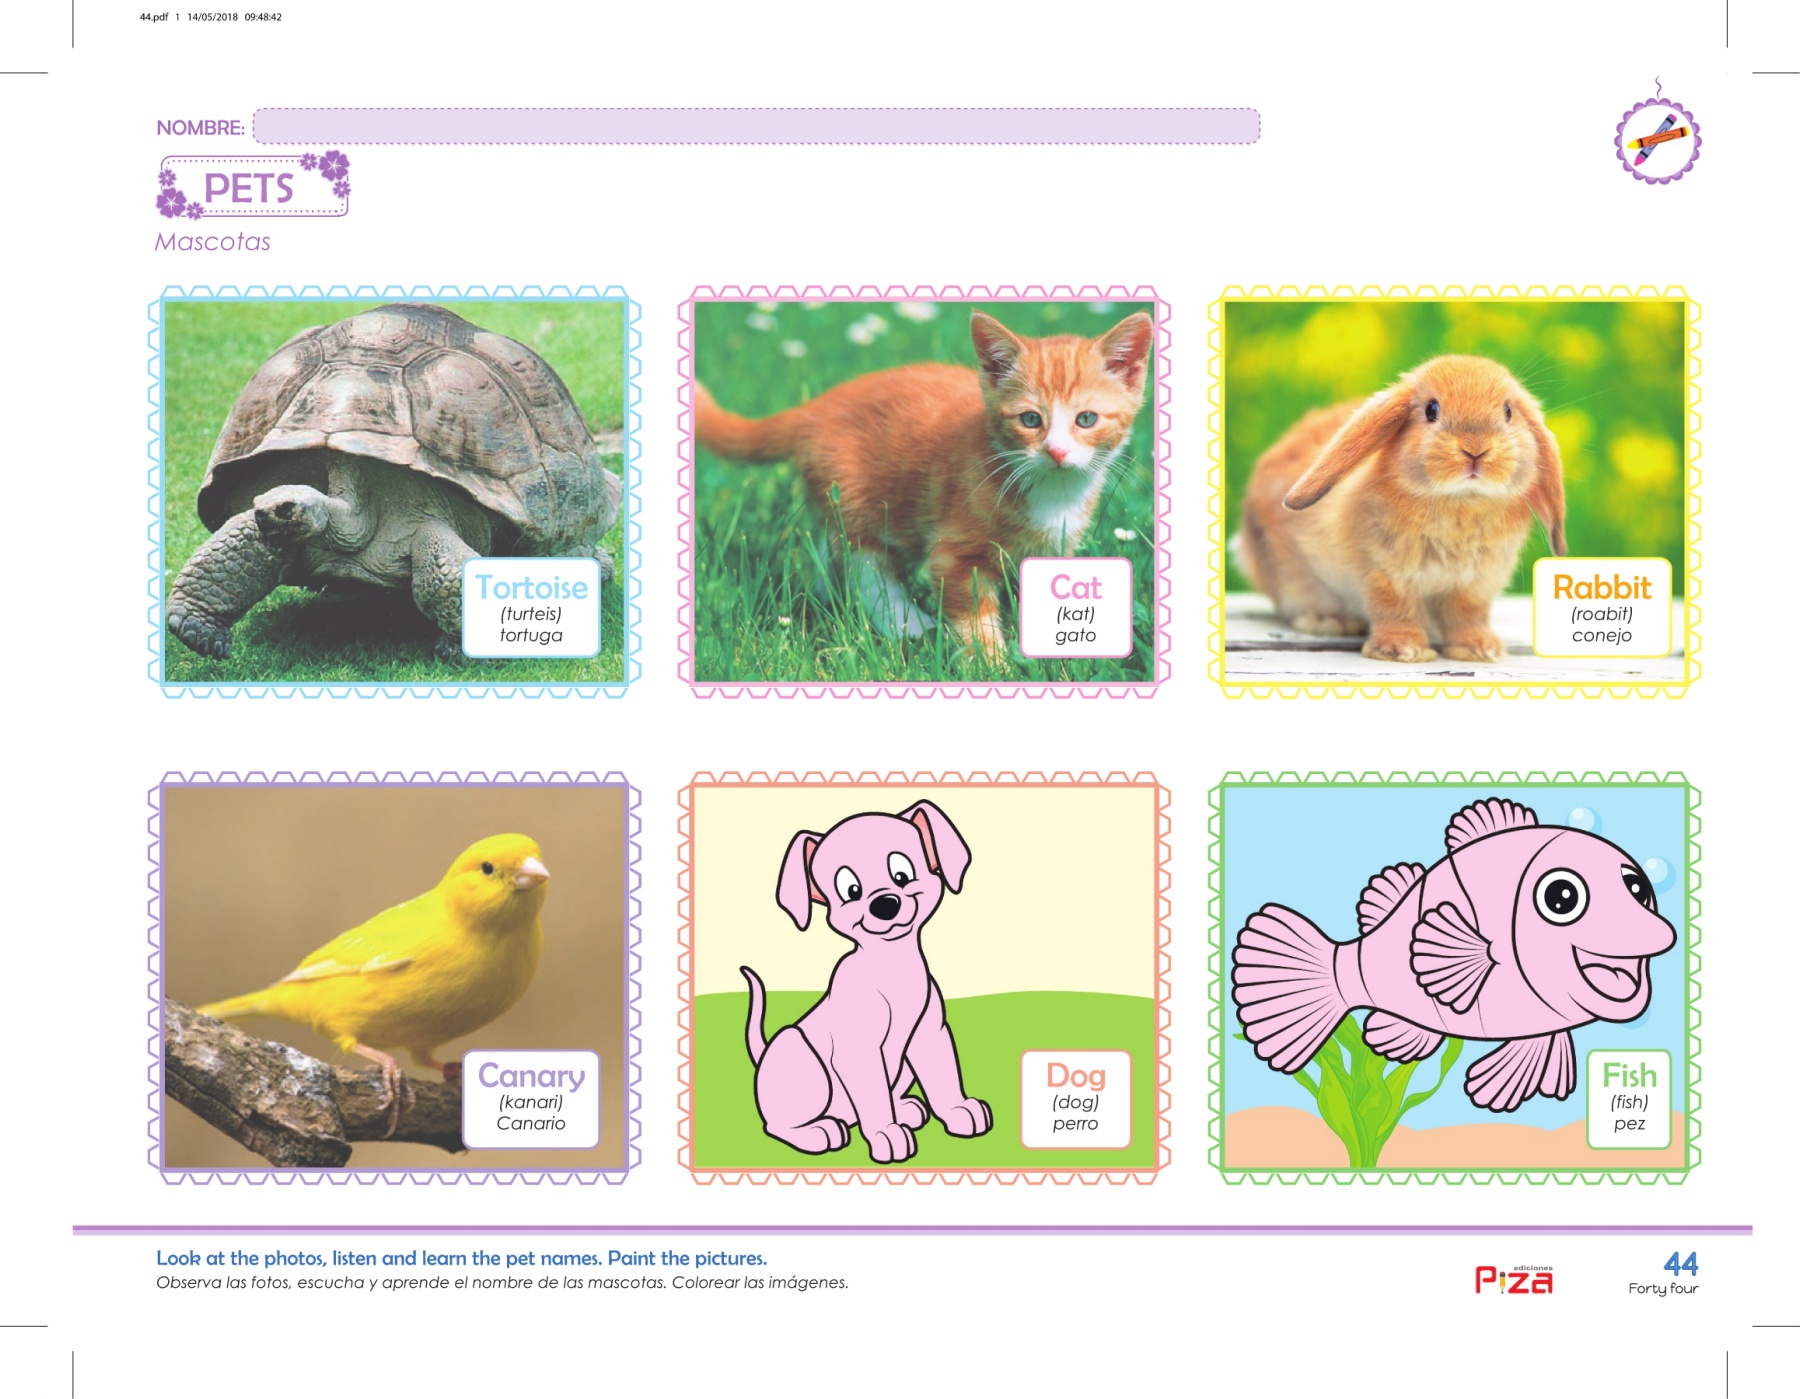 44.pdf 1 14/05/2018 09:48:42
NOMBRE:
PETS
Mascotas
Tortoise
(turteis)
tortuga
Cat
(kat)
gato
Rabbit
(roabit)
conejo
Canary
(kanari)
Canario
Dog
(dog)
perro
Fish
(fish)
pez
Look at the photos, listen and learn the pet names. Paint the pictures.
Observa las fotos, escucha y aprende el nombre de las mascotas. Colorear las imágenes.
ediciones
Piza
44
Forty four